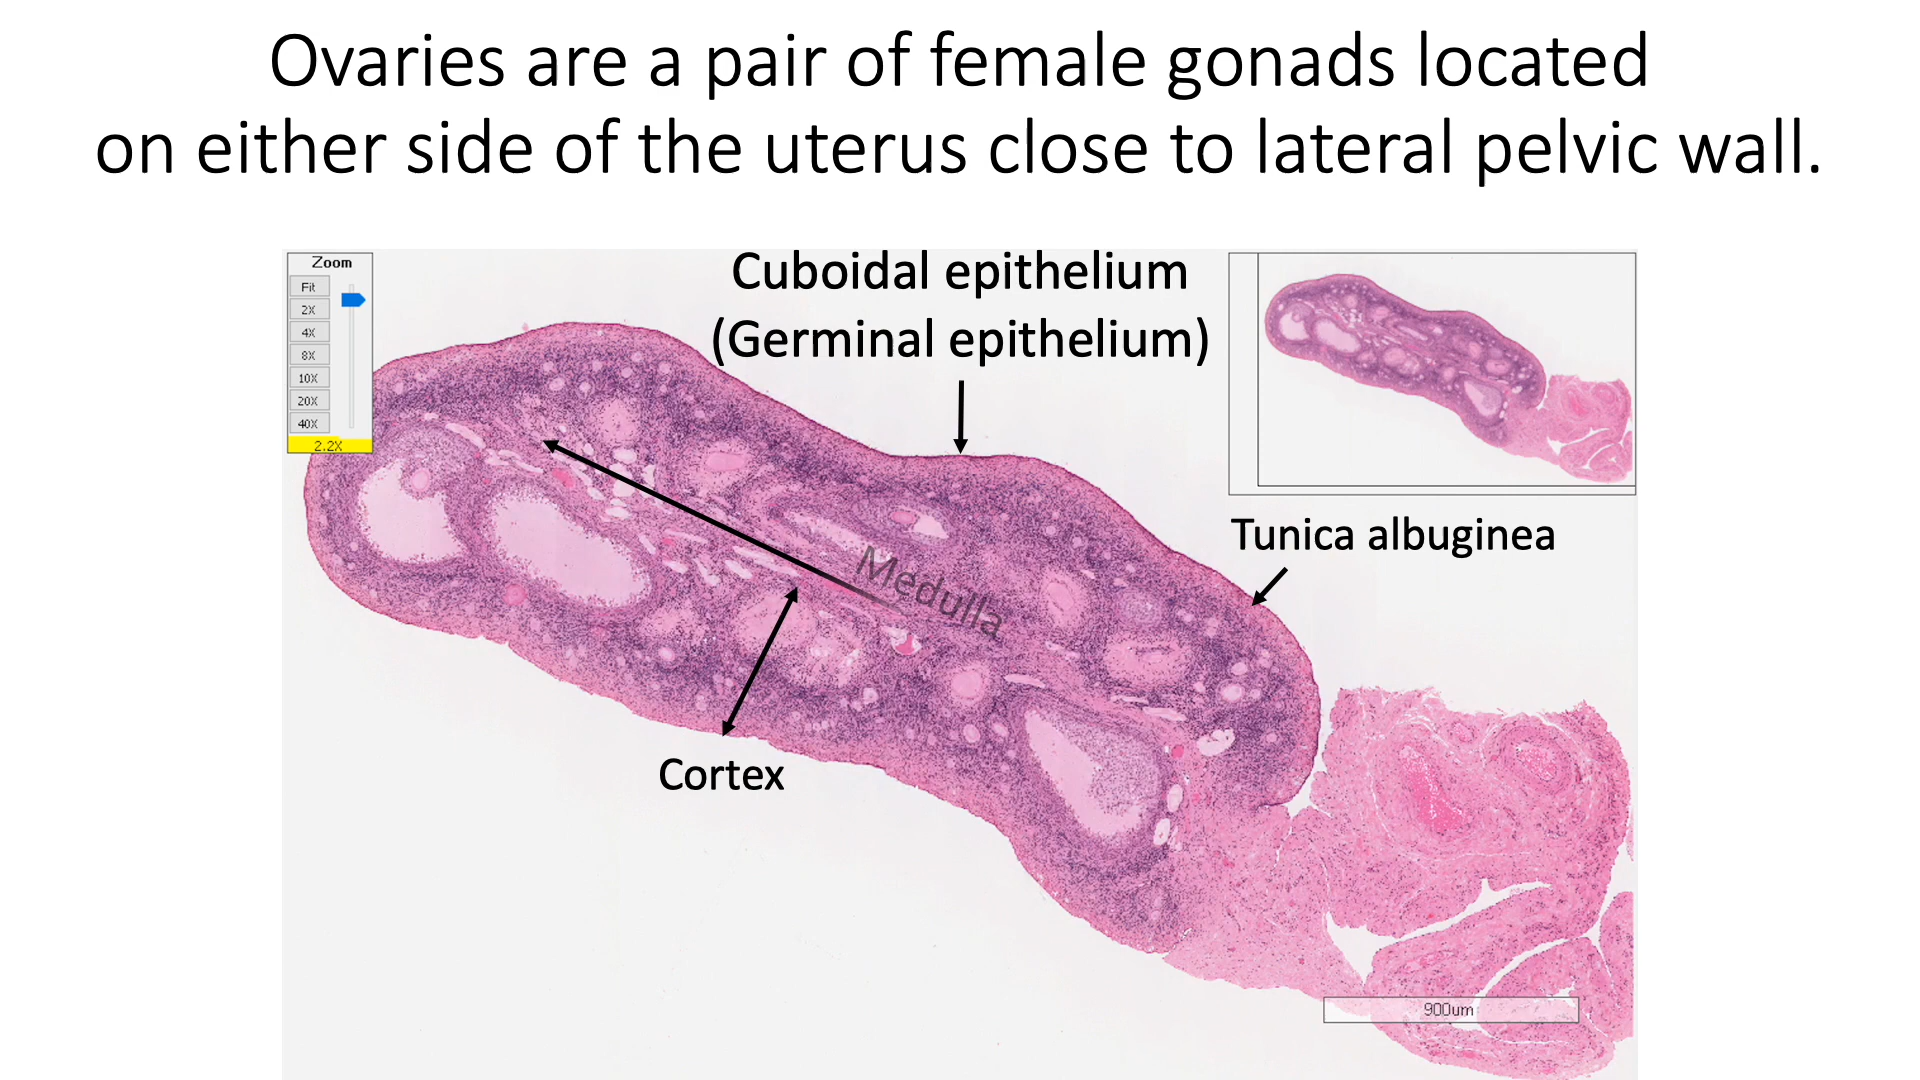 Ovaries are a pair of female gonads located
on either side of the uterus close to lateral pelvic wall.
Zoom
Fit
2X
4X
8X
10X
20X
40X
2.2X
Cuboidal epithelium
(Germinal epithelium)
Tunica albuginea
Medulla
Cortex
900um